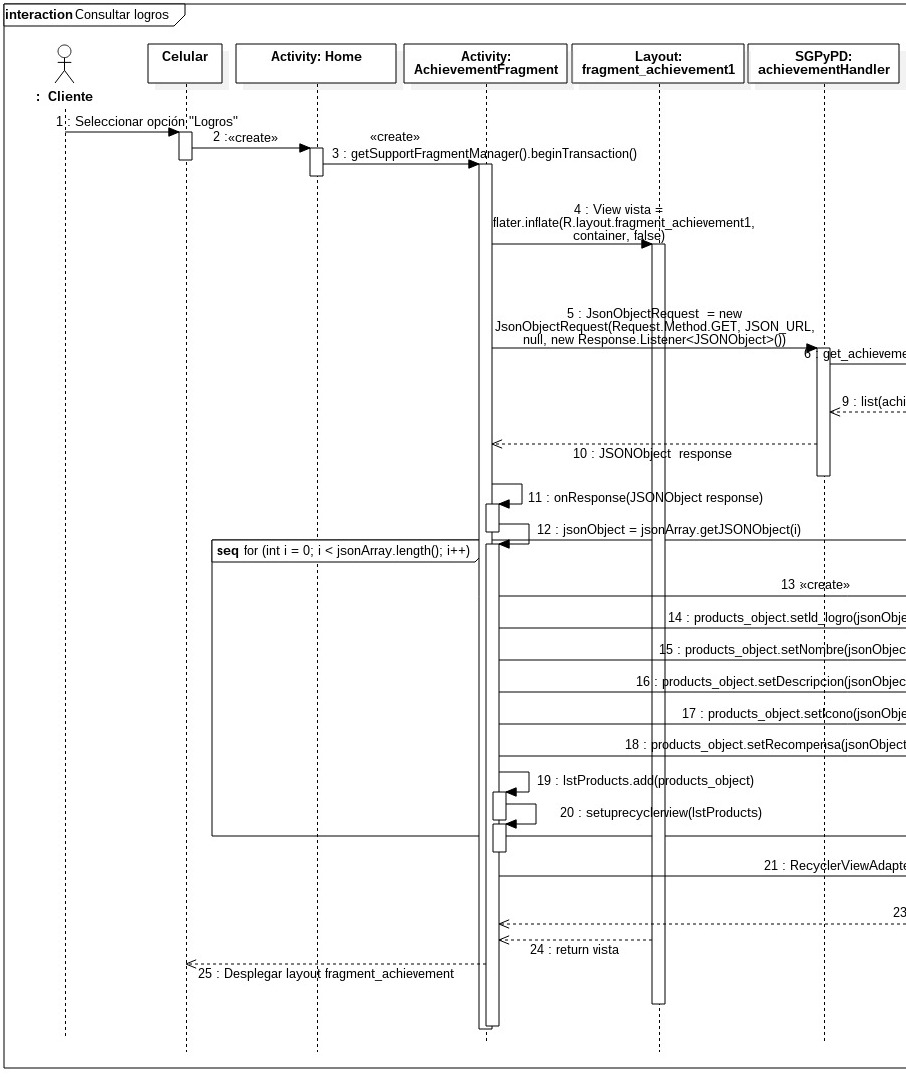 interaction Consultar logros
: Cliente
Celular
Activity: Home
Activity:
AchievementFragment
Layout:
fragment_achievement1
SGPyPD:
achievementHandler
1 : Seleccionar opción "Logros"
2 : «create»
«create»
3 : getSupportFragmentManager().beginTransaction()
4 : View vista =
flater.inflate(R.layout.fragment_achievement1,
container, false)
5 : JsonObjectRequest = new
JsonObjectRequest(Request.Method.GET, JSON_URL,
null, new Response.Listener<JSONObject>())
6 : get_achieveme
9 : list(achi
10 : JSONObject response
11 : onResponse(JSONObject response)
12 : jsonObject = jsonArray.getJSONObject(i)
seq for (int i = 0; i < jsonArray.length(); i++)
13 : «create»
14 : products_object.setId_logro(jsonObje
15 : products_object.setNombre(jsonObjec
16 : products_object.setDescripcion(jsonObjec
17 : products_object.setIcono(jsonObje
18 : products_object.setRecompensa(jsonObject
19 : lstProducts.add(products_object)
20 : setuprecyclerview(lstProducts)
21 : RecyclerViewAdapte
23
24 : return vista
25 : Desplegar layout fragment_achievement